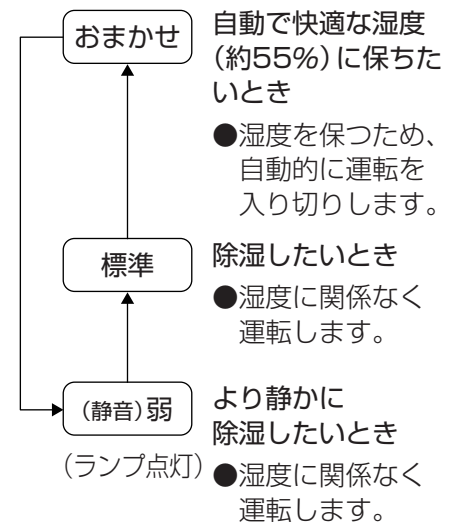 おまかせ
自動で快適な湿度
(約55%)に保ちた
いとき
●湿度を保つため、
自動的に運転を
入り切りします。
標準
除湿したいとき
●湿度に関係なく
運転します。
(静音)弱
(ランプ点灯)
より静かに
除湿したいとき
●湿度に関係なく
運転します。